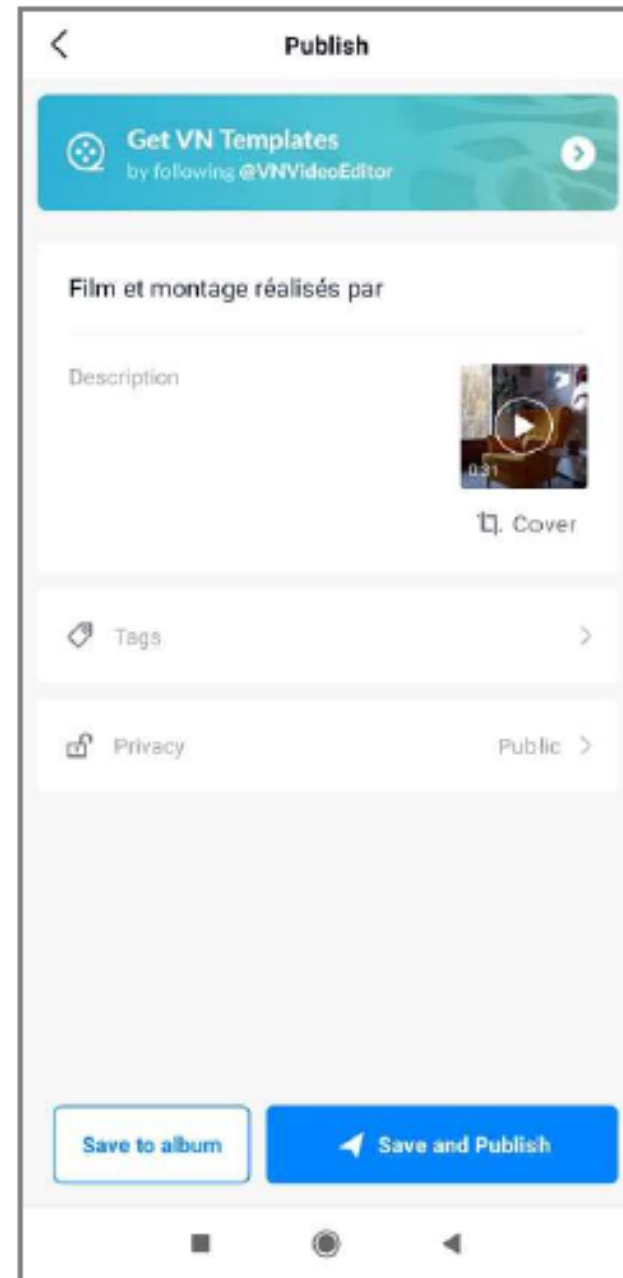 Publish
Get VN Templates
by following @VNVideoEditor
Film et montage réalisés par
Description
0:31
Cover
Tags
Privacy
Public
Save to album
Save and Publish